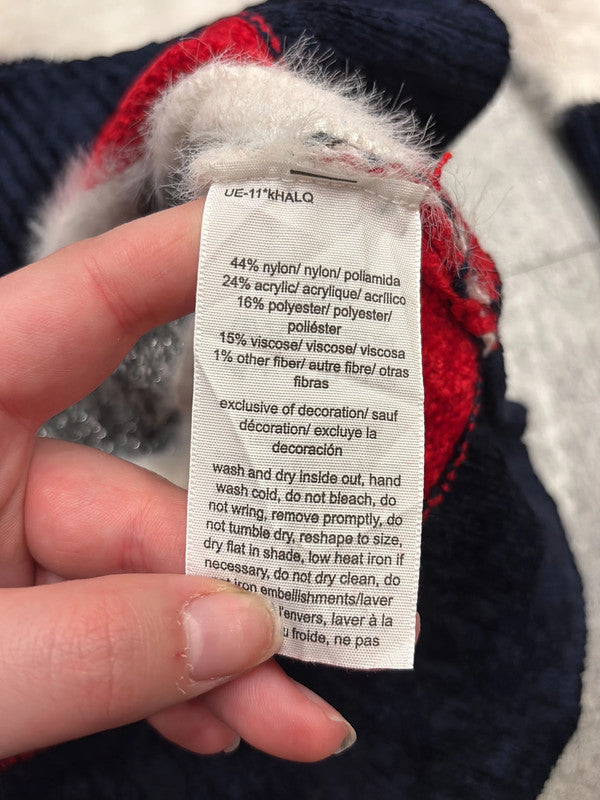 UE-11*kHALQ
44% nylon/ nylon/ poliamida
24% acrylic/ acrylique/ acrílico
16% polyester/ polyester/
poliéster
15% viscose/ viscose/ viscosa
1% other fiber/ autre fibre/ otras
fibras
exclusive of decoration/ sauf
décoration/ excluye la
decoración
wash and dry inside out, hand
wash cold, do not bleach, do
not wring, remove promptly, do
not tumble dry, reshape to size,
dry flat in shade, low heat iron if
necessary, do not dry clean, do
iron embellishments/laver
l'envers, laver à la
froide, ne pas